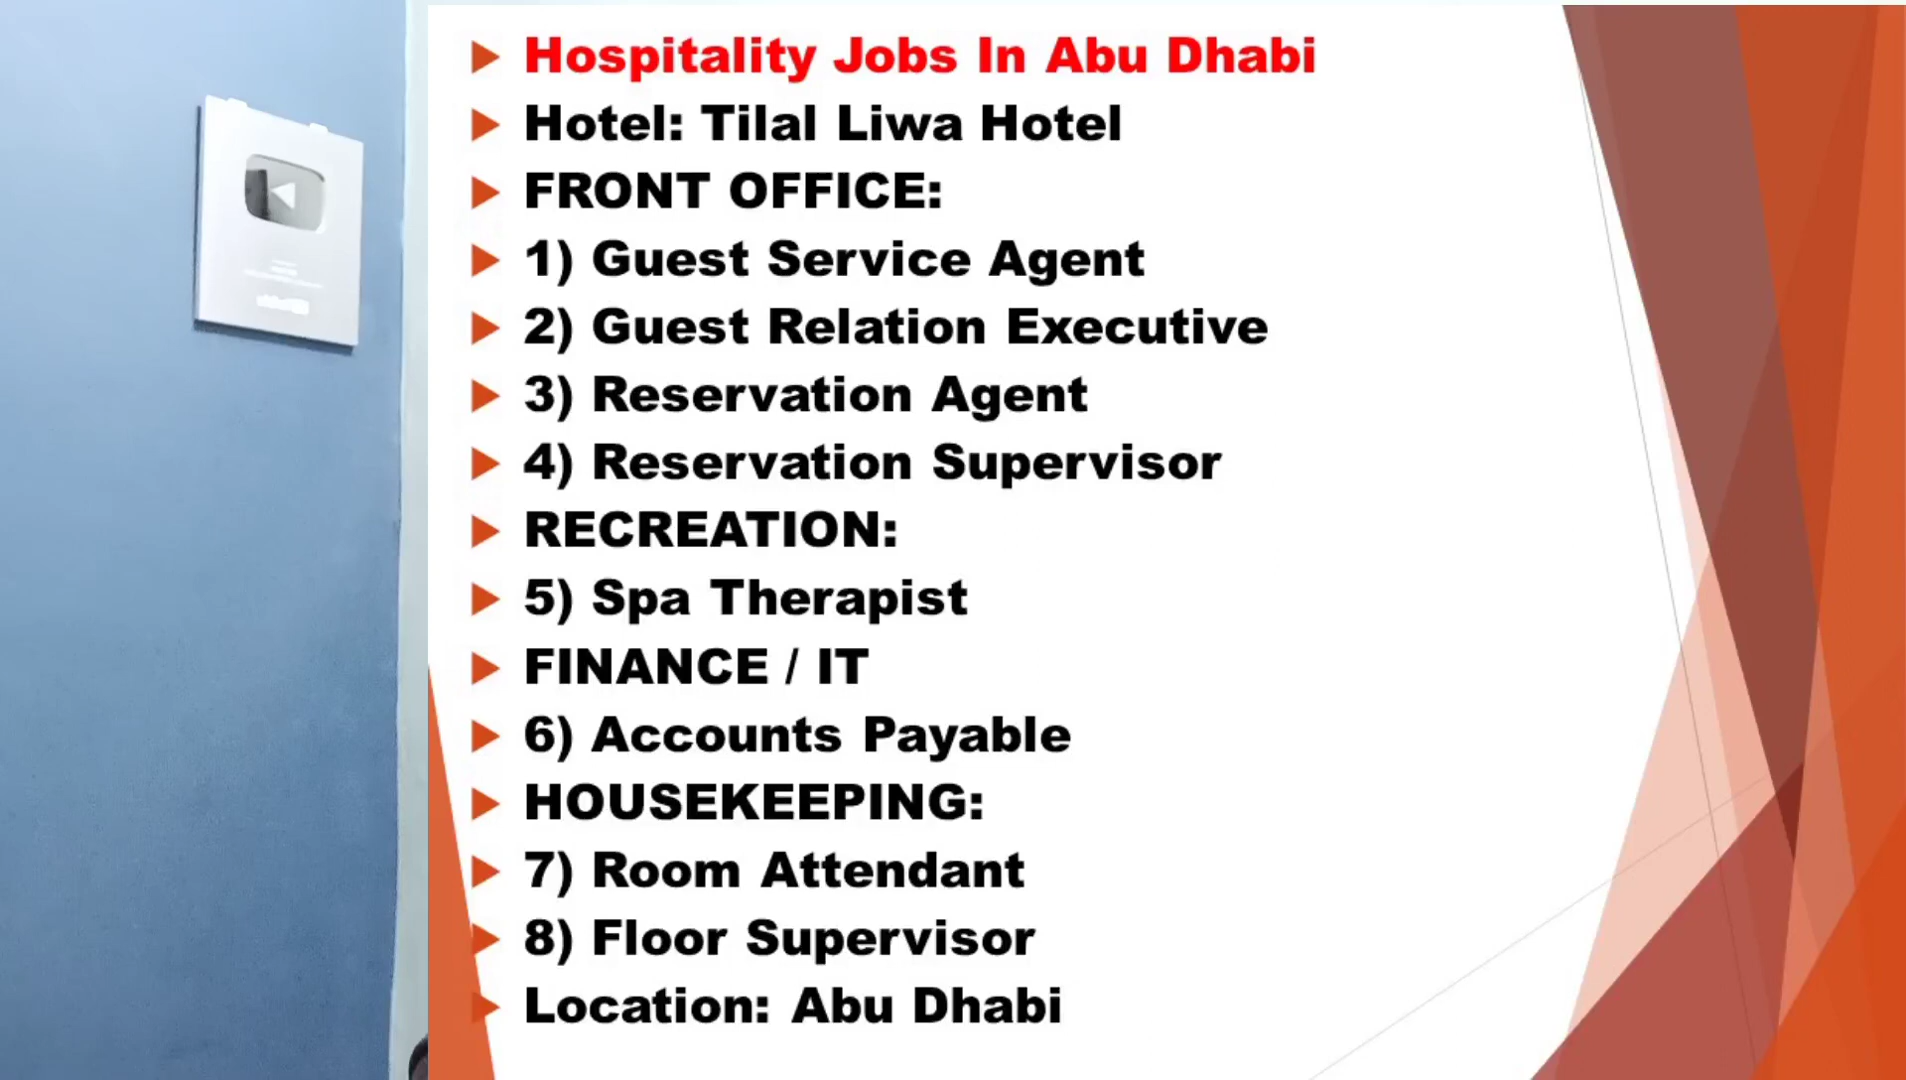 Hospitality Jobs In Abu Dhabi
Hotel: Tilal Liwa Hotel
FRONT OFFICE:
1) Guest Service Agent
2) Guest Relation Executive
3) Reservation Agent
4) Reservation Supervisor
RECREATION:
5) Spa Therapist
FINANCE / IT
6) Accounts Payable
HOUSEKEEPING:
7) Room Attendant
8) Floor Supervisor
Location: Abu Dhabi